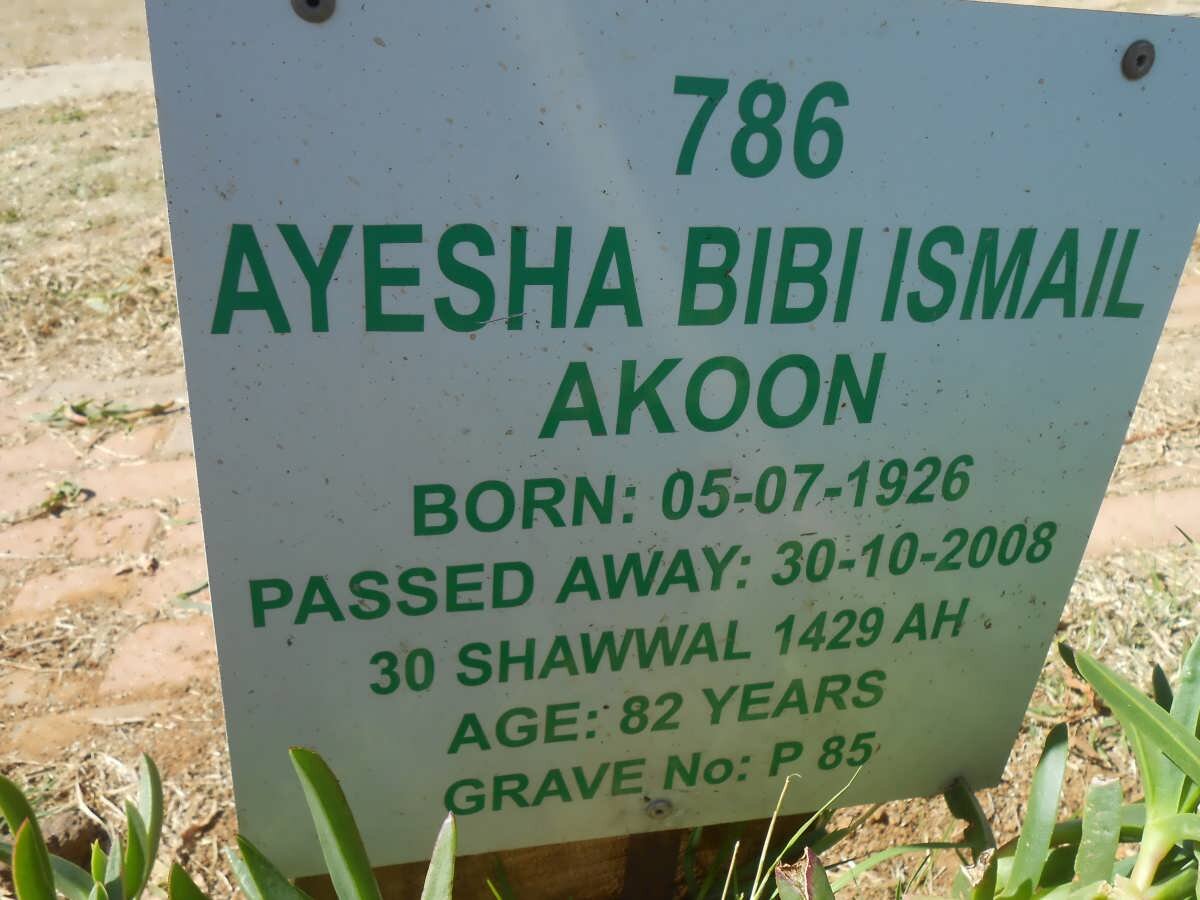 786
AYESHA BIBI ISMAIL
AKOON
BORN: 05-07-1926
PASSED AWAY: 30-10-2008
30 SHAWWAL 1429 AH
AGE: 82 YEARS
GRAVE No: P 85